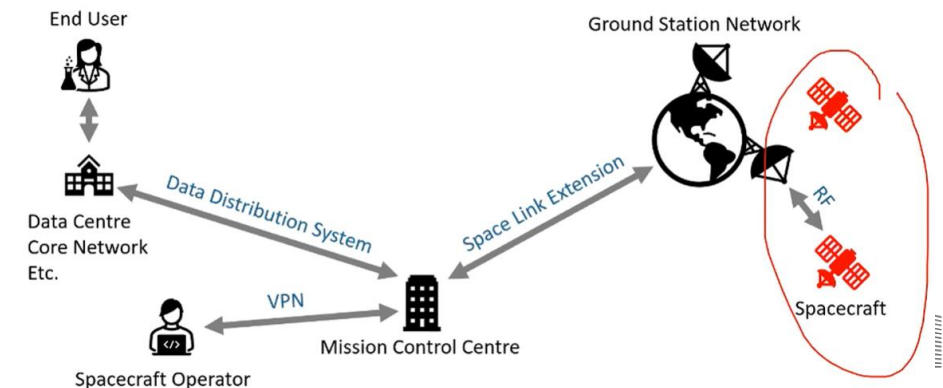 End User
Ground Station Network
Data Distribution System
Space Link Extension
RF
Data Centre
Core Network
Etc.
VPN
Spacecraft
Mission Control Centre
Spacecraft Operator